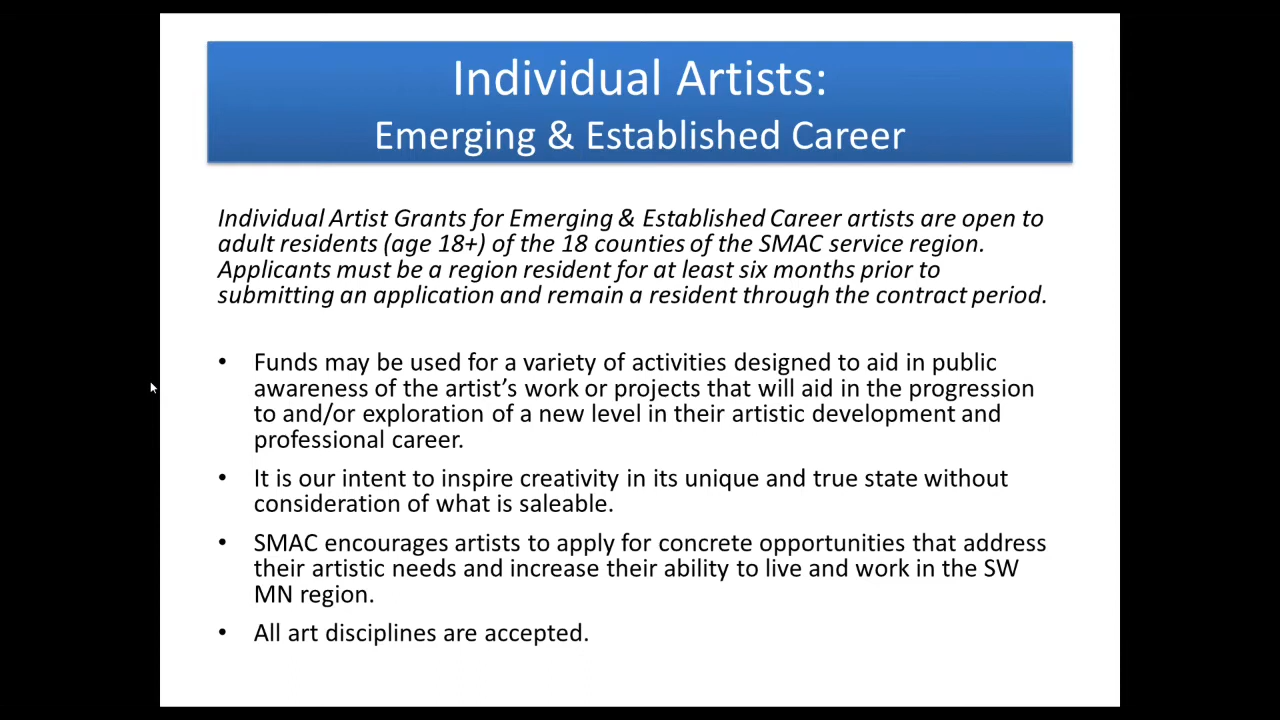 Individual Artists:
Emerging & Established Career
Individual Artist Grants for Emerging & Established Career artists are open to
adult residents (age 18+) of the 18 counties of the SMAC service region.
Applicants must be a region resident for at least six months prior to
submitting an application and remain a resident through the contract period.
• Funds may be used for a variety of activities designed to aid in public
awareness of the artist’s work or projects that will aid in the progression
to and/or exploration of a new level in their artistic development and
professional career.
• It is our intent to inspire creativity in its unique and true state without
consideration of what is saleable.
• SMAC encourages artists to apply for concrete opportunities that address
their artistic needs and increase their ability to live and work in the SW
MN region.
• All art disciplines are accepted.